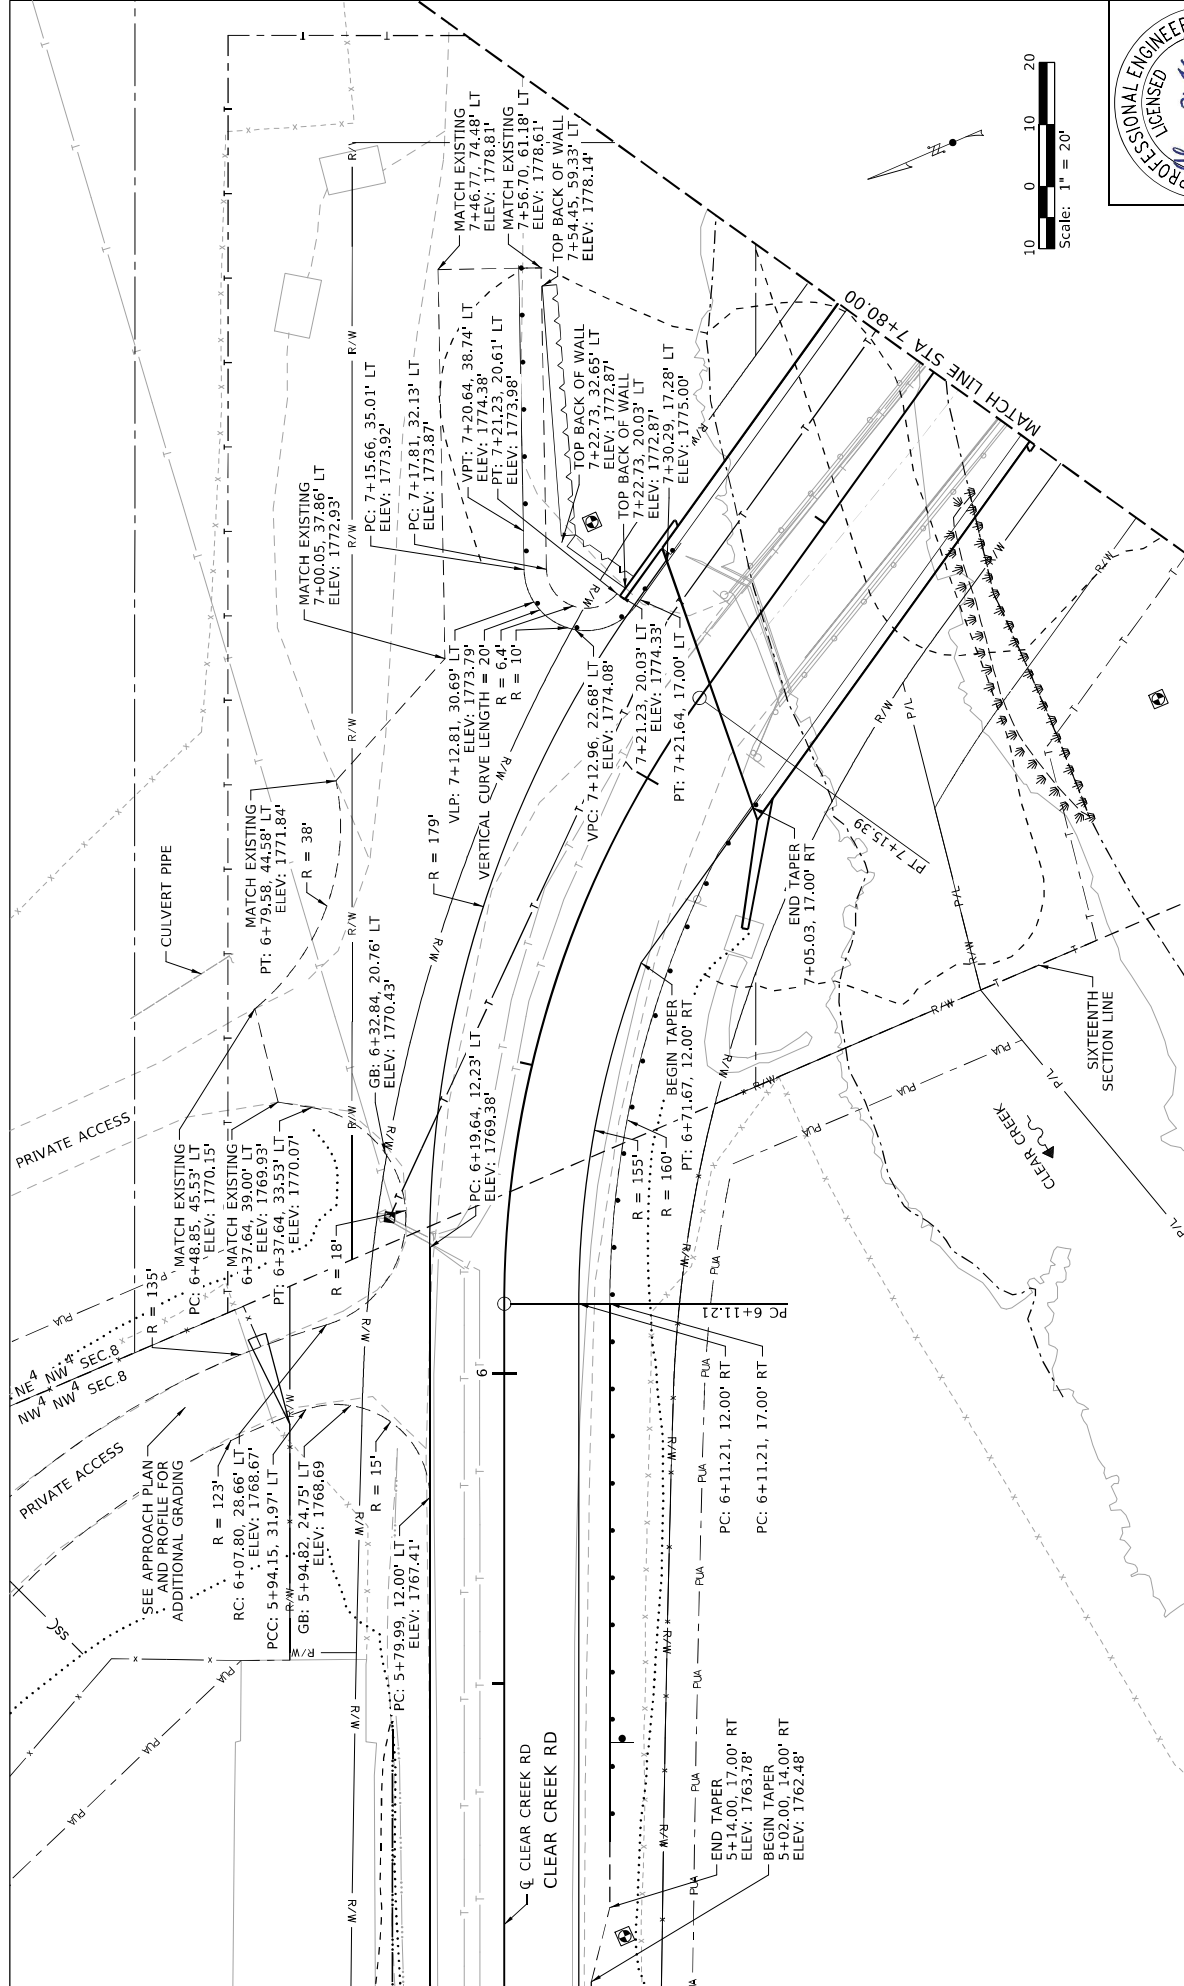 MATCH EXISTING
7+46.77, 74.48' LT
ELEV: 1778.81'
MATCH EXISTING
7+56.70, 61.18' LT
ELEV: 1778.61'
TOP BACK OF WALL
7+54.45, 59.33' LT
ELEV: 1778.14'
10 0 10 20
Scale: 1" = 20'
PROFESSIONAL ENGINEER
LICENSED
MATCH LINE STA 7+80.00
PC: 7+15.66, 35.01' LT
ELEV: 1773.92'
PC: 7+17.81, 32.13' LT
ELEV: 1773.87'
VPT: 7+20.64, 38.74' LT
ELEV: 1774.38'
PT: 7+21.23, 20.61' LT
ELEV: 1773.98'
TOP BACK OF WALL
7+22.73, 32.65' LT
ELEV: 1772.87'
TOP BACK OF WALL
7+22.73, 20.03' LT
ELEV: 1772.87'
7+30.29, 17.28' LT
ELEV: 1775.00'
MATCH EXISTING
7+00.05, 37.86' LT
ELEV: 1772.93'
VLP: 7+12.81, 30.69' LT
ELEV: 1773.79'
VERTICAL CURVE LENGTH = 20'
R = 6.4'
R = 10'
VPC: 7+12.96, 22.68' LT
ELEV: 1774.08'
7+21.23, 20.03' LT
ELEV: 1774.33'
PT: 7+21.64, 17.00' LT
7
PT 7+15.39
CULVERT PIPE
MATCH EXISTING
PT: 6+79.58, 44.58' LT
ELEV: 1771.84'
R = 38'
R = 179'
END TAPER
7+05.03, 17.00' RT
GB: 6+32.84, 20.76' LT
ELEV: 1770.43'
PC: 6+19.64, 12.23' LT
ELEV: 1769.38'
BEGIN TAPER
PT: 6+71.67, 12.00' RT
R = 155'
R = 160'
SIXTEENTH
SECTION LINE
CLEAR CREEK
PRIVATE ACCESS
MATCH EXISTING
PC: 6+48.85, 45.53' LT
ELEV: 1770.15'
MATCH EXISTING
6+37.64, 39.00' LT
ELEV: 1769.93'
PT: 6+37.64, 33.53' LT
ELEV: 1770.07'
R = 18'
R = 135'
NE4 NW4 SEC.8
NW4 NW4 SEC.8
PRIVATE ACCESS
6
PC 6+11.21
PC: 6+11.21, 12.00' RT
PC: 6+11.21, 17.00' RT
SEE APPROACH PLAN
AND PROFILE FOR
ADDITIONAL GRADING
R = 123'
RC: 6+07.80, 28.66' LT
ELEV: 1768.67'
PCC: 5+94.15, 31.97' LT
GB: 5+94.82, 24.75' LT
ELEV: 1768.69
R = 15'
PC: 5+79.99, 12.00' LT
ELEV: 1767.41'
℄ CLEAR CREEK RD
CLEAR CREEK RD
END TAPER
5+14.00, 17.00' RT
ELEV: 1763.78'
BEGIN TAPER
5+02.00, 14.00' RT
ELEV: 1762.48'
R/W
P/L
PUA